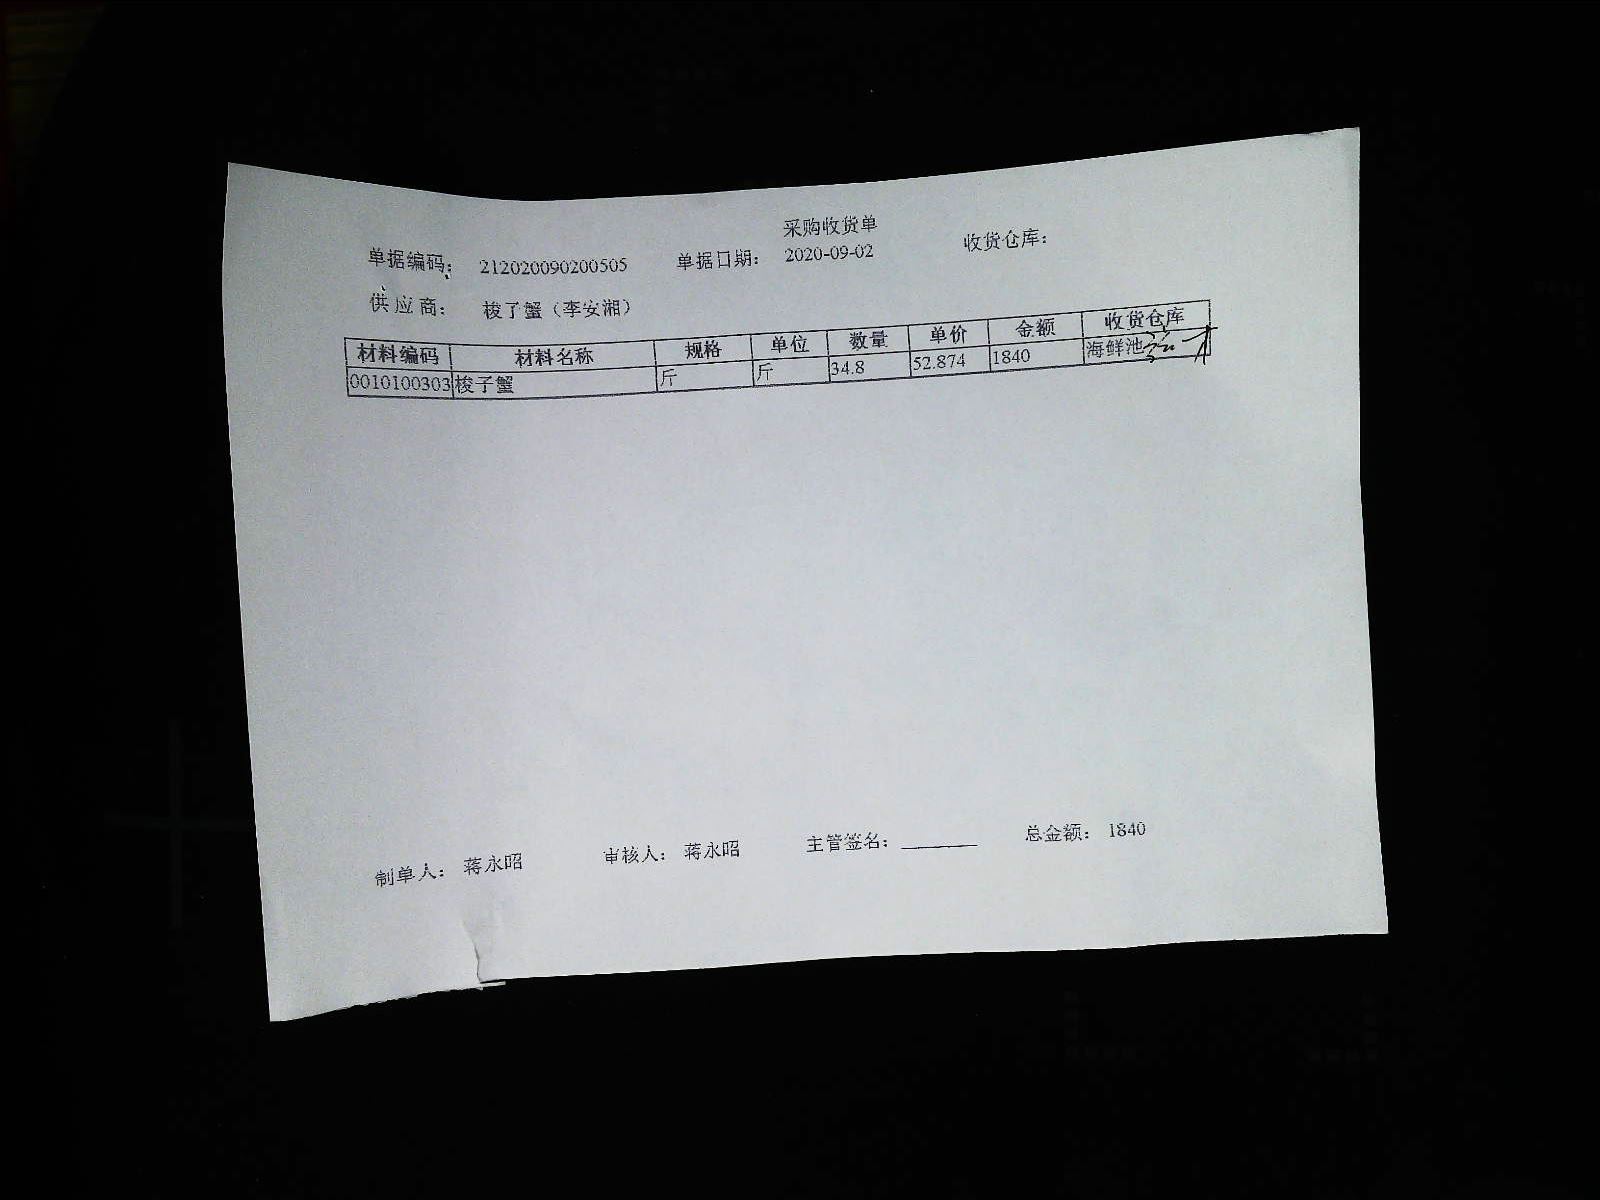 采购收货单
单据编码： 212020090200505 单据日期： 2020-09-02 收货仓库：
供应商： 梭子蟹（李安湘）
材料编码 材料名称 规格 单位 数量 单价 金额 收货仓库
0010100303 梭子蟹 斤 斤 34.8 52.874 1840 海鲜池
制单人： 蒋永昭 审核人： 蒋永昭 主管签名： 总金额： 1840